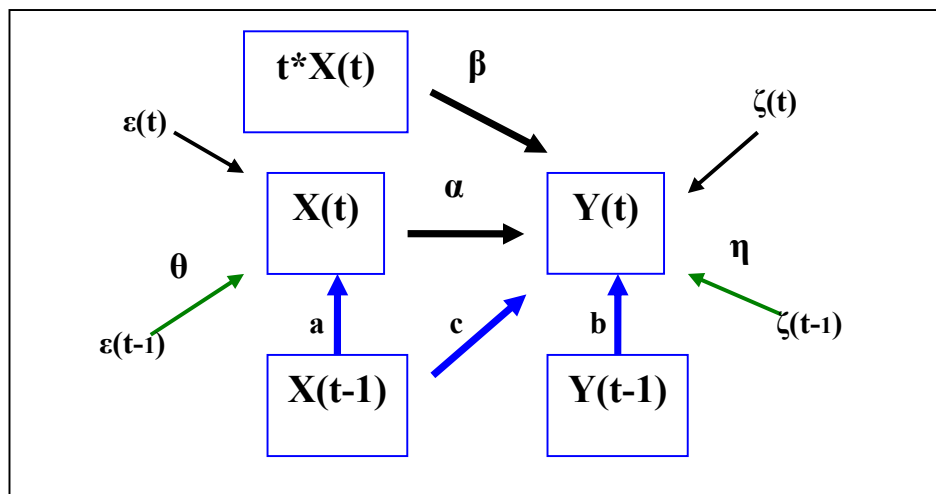 t*X(t)
β
ε(t)
ζ(t)
X(t)
α
Y(t)
θ
η
a
c
b
ε(t-1)
ζ(t-1)
X(t-1)
Y(t-1)